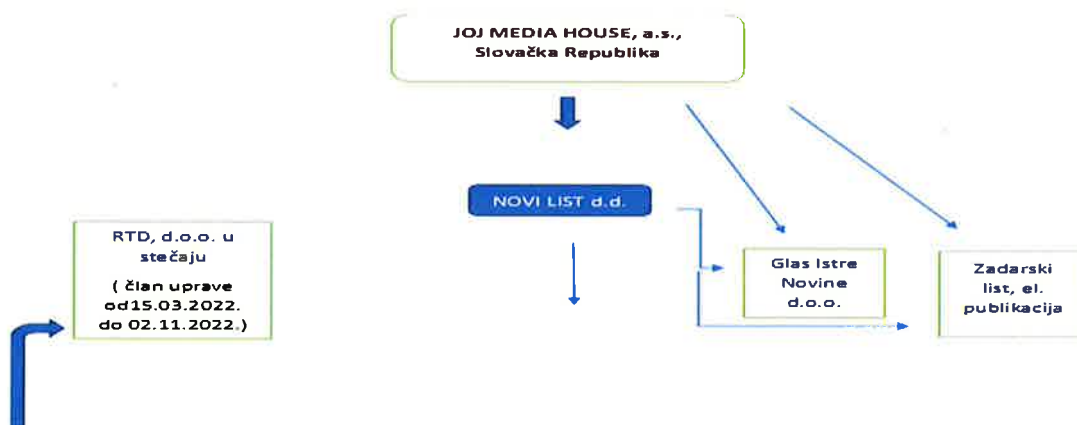 JOJ MEDIA HOUSE, a.s.,
Slovačka Republika
NOVI LIST d.d.
RTD, d.o.o. u
stečaju
( član uprave
od15.03.2022.
do 02.11.2022.)
Glas Istre
Novine
d.o.o.
Zadarski
list, el.
publikacija